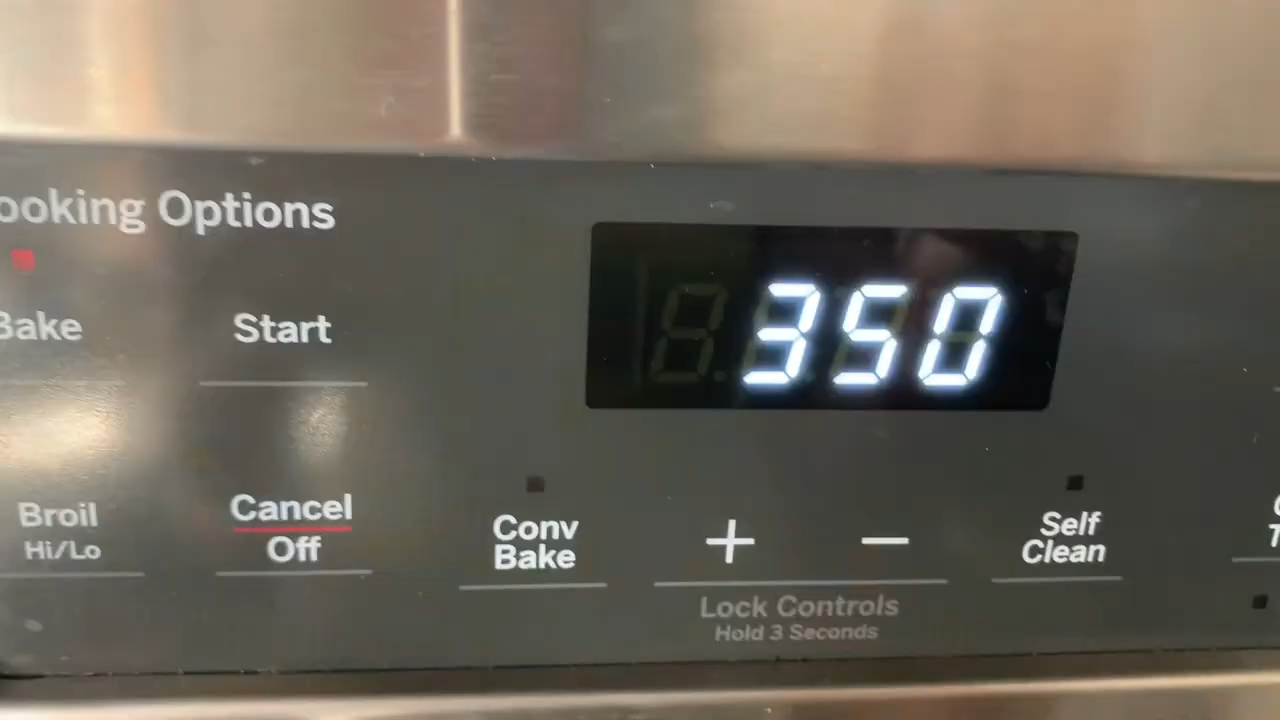 ooking Options
350
Bake
Start
Broil
Hi/Lo
Cancel
Off
Conv
Bake
+
−
Self
Clean
Lock Controls
Hold 3 Seconds